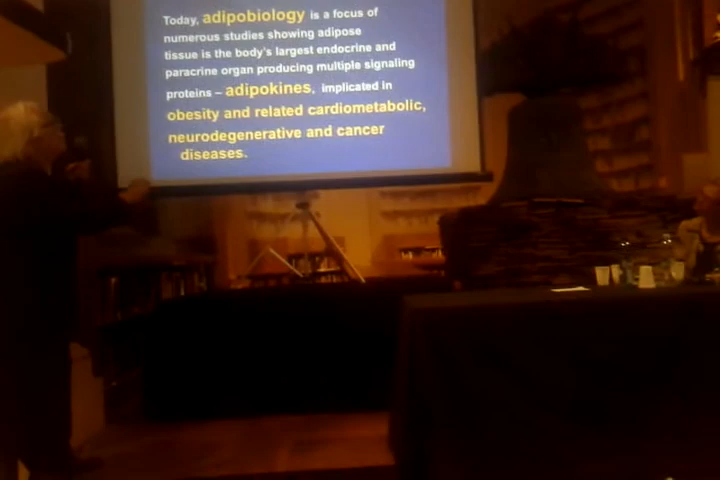 Today, adipobiology is a focus of
numerous studies showing adipose
tissue is the body's largest endocrine and
paracrine organ producing multiple signaling
proteins – adipokines, implicated in
obesity and related cardiometabolic,
neurodegenerative and cancer
diseases.